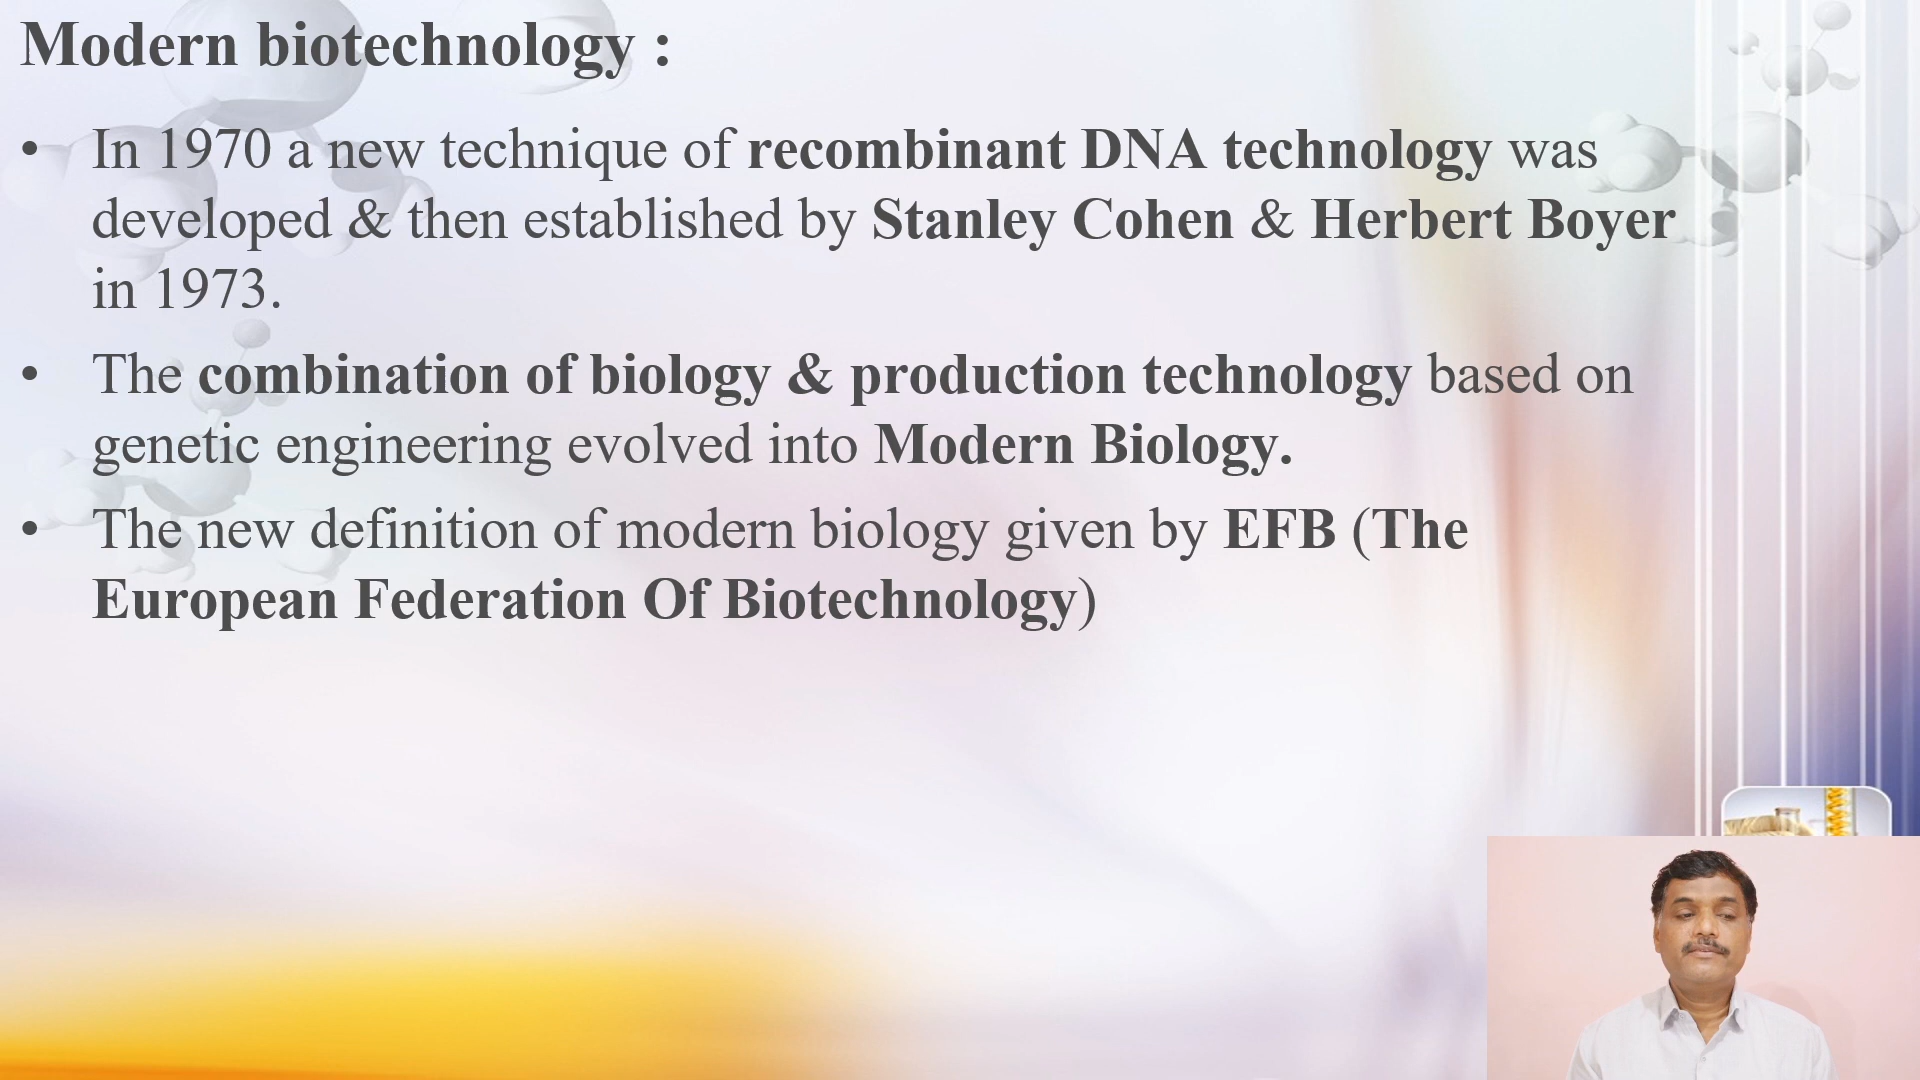 Modern biotechnology :
• In 1970 a new technique of recombinant DNA technology was
developed & then established by Stanley Cohen & Herbert Boyer
in 1973.
• The combination of biology & production technology based on
genetic engineering evolved into Modern Biology.
• The new definition of modern biology given by EFB (The
European Federation Of Biotechnology)